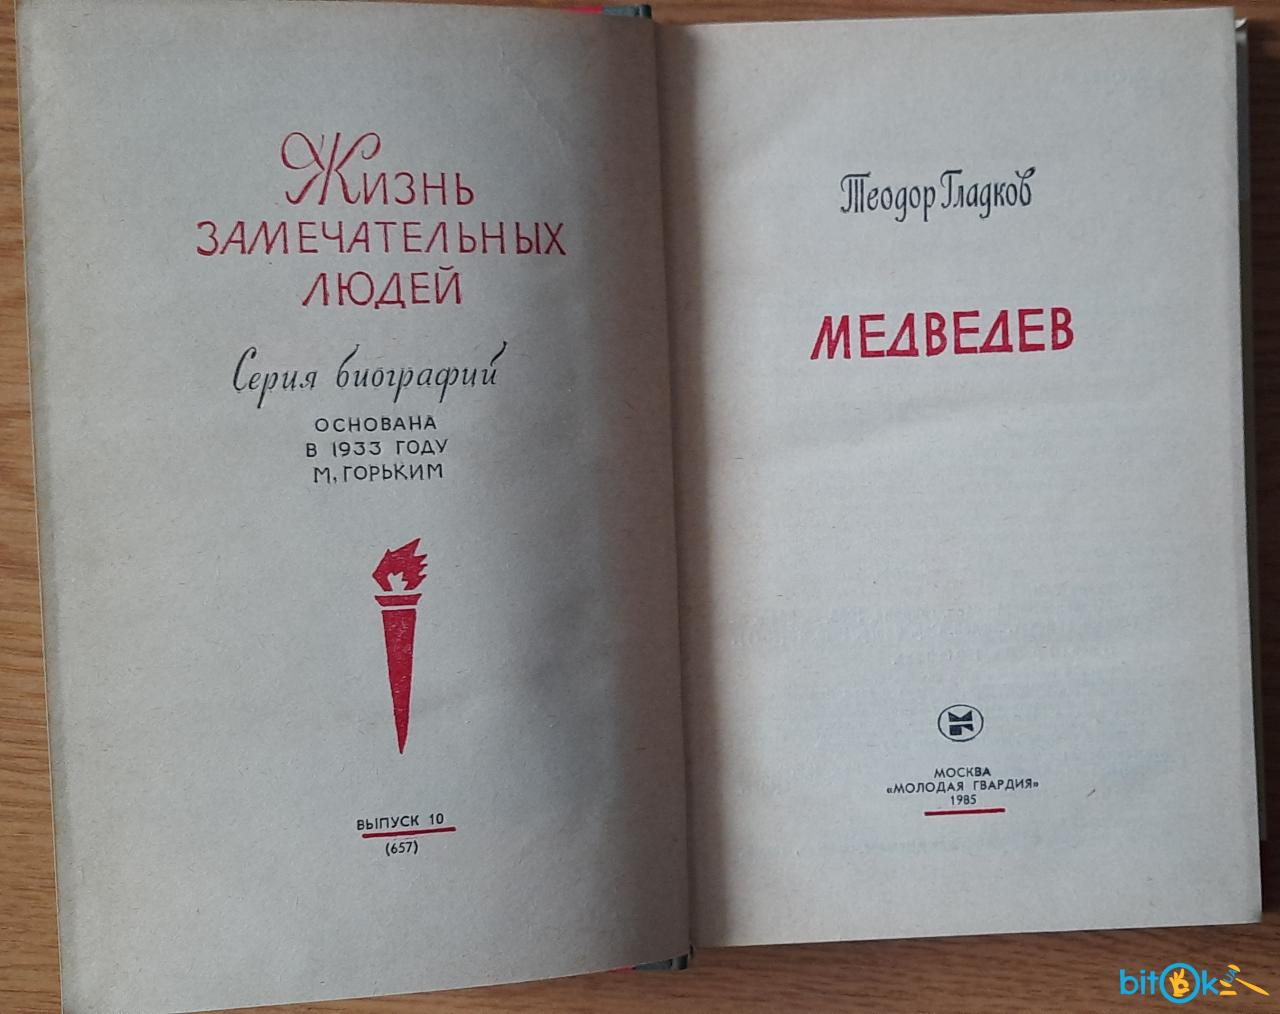 Жизнь
ЗАМЕЧАТЕЛЬНЫХ
ЛЮДЕЙ
Серия биографий
ОСНОВАНА
В 1933 ГОДУ
М. ГОРЬКИМ
ВЫПУСК 10
(657)
Теодор Гладков
МЕДВЕДЕВ
МОСКВА
«МОЛОДАЯ ГВАРДИЯ»
1985
bitOk
UA